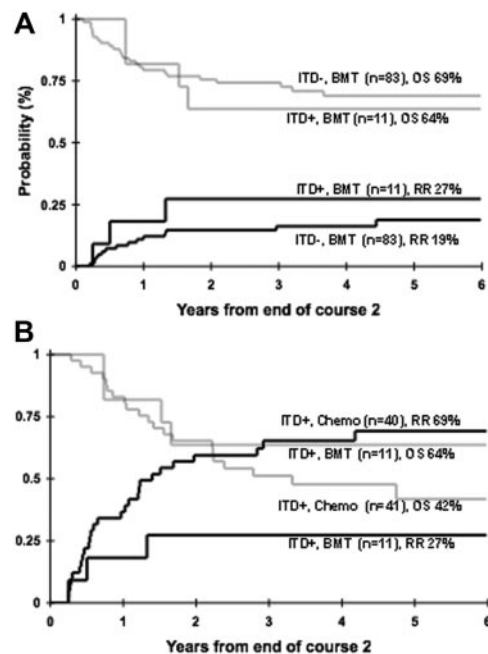 A
1
0.75
0.5
0.25
0
Probability (%)
ITD-, BMT (n=83), OS 69%
ITD+, BMT (n=11), OS 64%
ITD+, BMT (n=11), RR 27%
ITD-, BMT (n=83), RR 19%
0 1 2 3 4 5 6
Years from end of course 2
B
1
0.75
0.5
0.25
0
ITD+, Chemo (n=40), RR 69%
ITD+, BMT (n=11), OS 64%
ITD+, Chemo (n=41), OS 42%
ITD+, BMT (n=11), RR 27%
0 1 2 3 4 5 6
Years from end of course 2